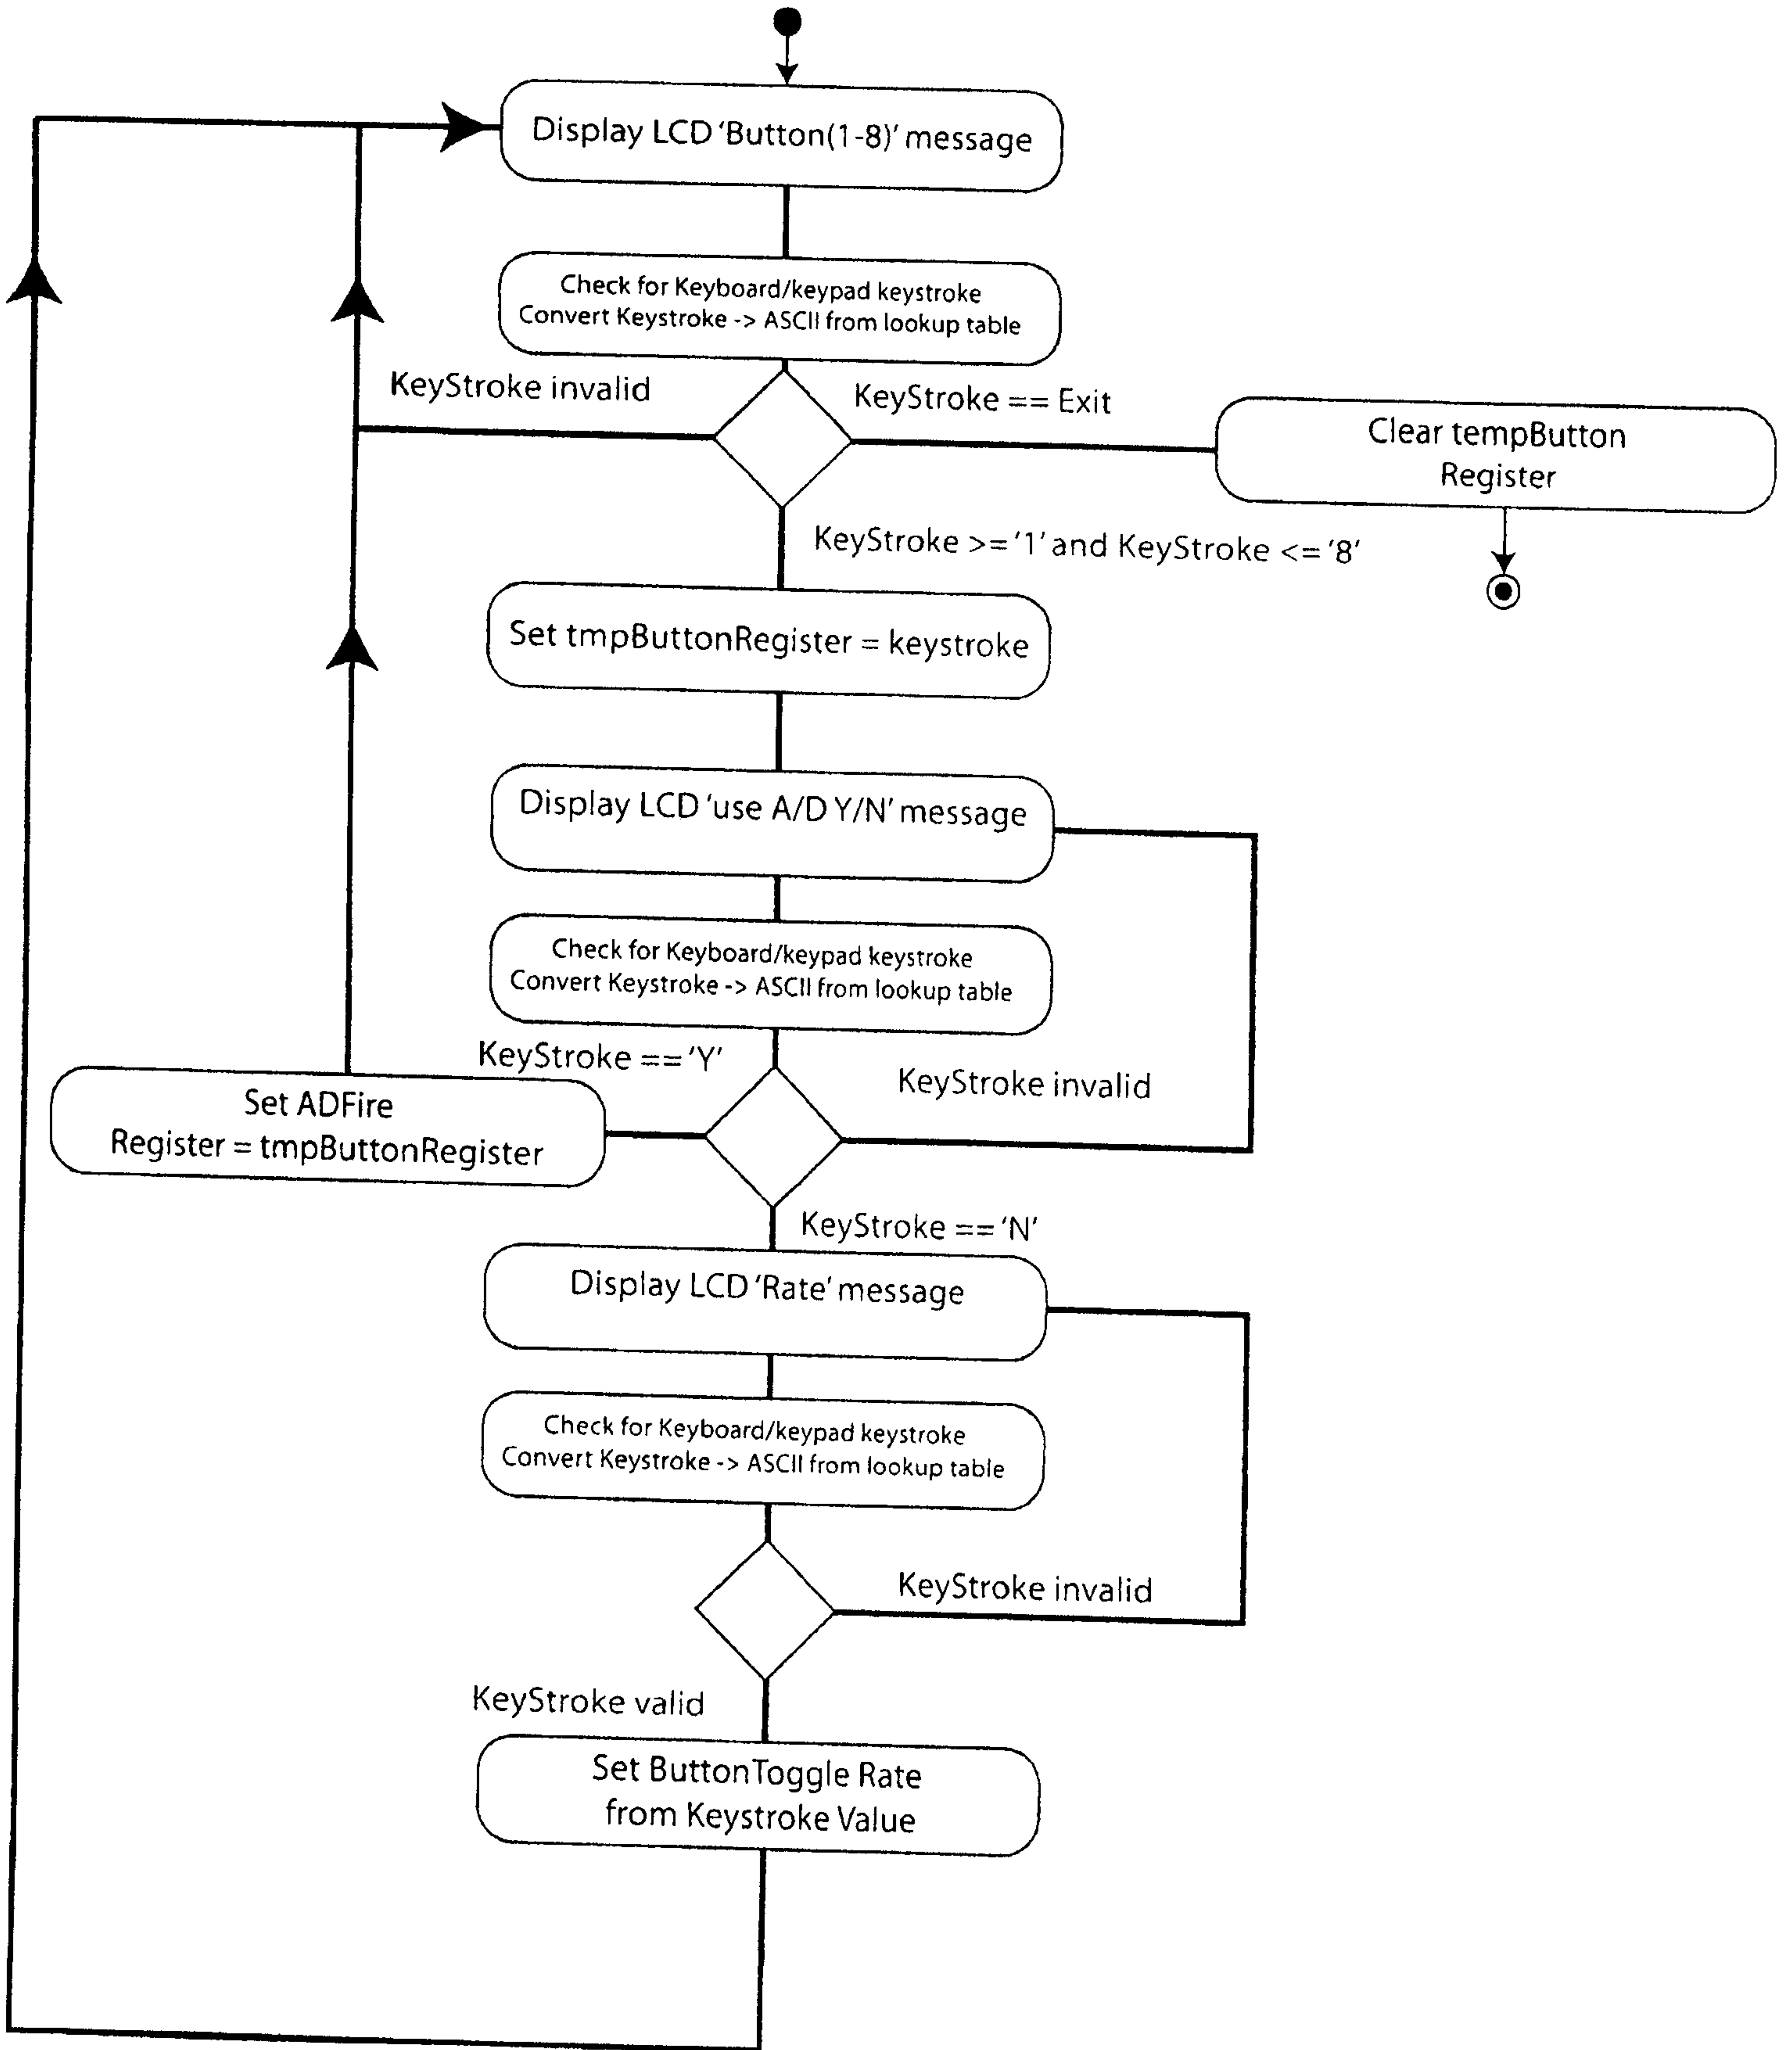 Display LCD 'Button(1-8)' message
Check for Keyboard/keypad keystroke
Convert Keystroke -> ASCII from lookup table
KeyStroke invalid
KeyStroke == Exit
Clear tempButton
Register
KeyStroke >= '1' and KeyStroke <= '8'
Set tmpButtonRegister = keystroke
Display LCD 'use A/D Y/N' message
Check for Keyboard/keypad keystroke
Convert Keystroke -> ASCII from lookup table
KeyStroke == 'Y'
KeyStroke invalid
Set ADFire
Register = tmpButtonRegister
KeyStroke == 'N'
Display LCD 'Rate' message
Check for Keyboard/keypad keystroke
Convert Keystroke -> ASCII from lookup table
KeyStroke invalid
KeyStroke valid
Set ButtonToggle Rate
from Keystroke Value